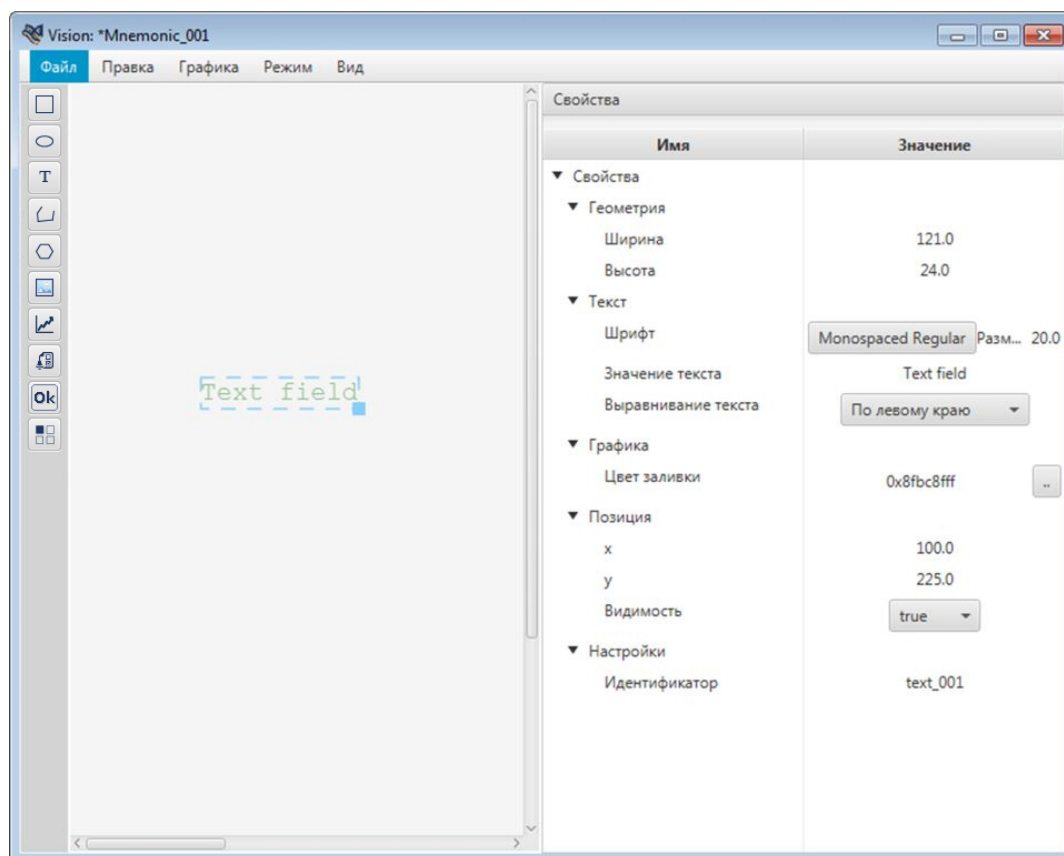 Vision: *Mnemonic_001
Файл Правка Графика Режим Вид
Свойства
Имя Значение
Свойства
Геометрия
Ширина 121.0
Высота 24.0
Текст
Шрифт Monospaced Regular Разм... 20.0
Значение текста Text field
Выравнивание текста По левому краю
Графика
Цвет заливки 0x8fbc8fff ..
Позиция
x 100.0
y 225.0
Видимость true
Настройки
Идентификатор text_001
T
Ok
Text field